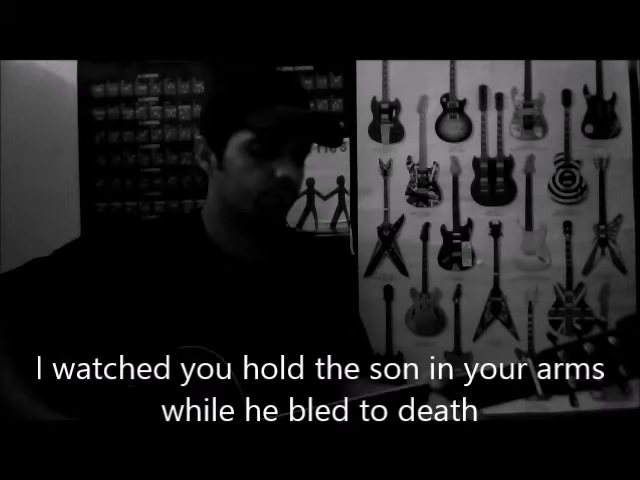 I watched you hold the son in your arms
while he bled to death